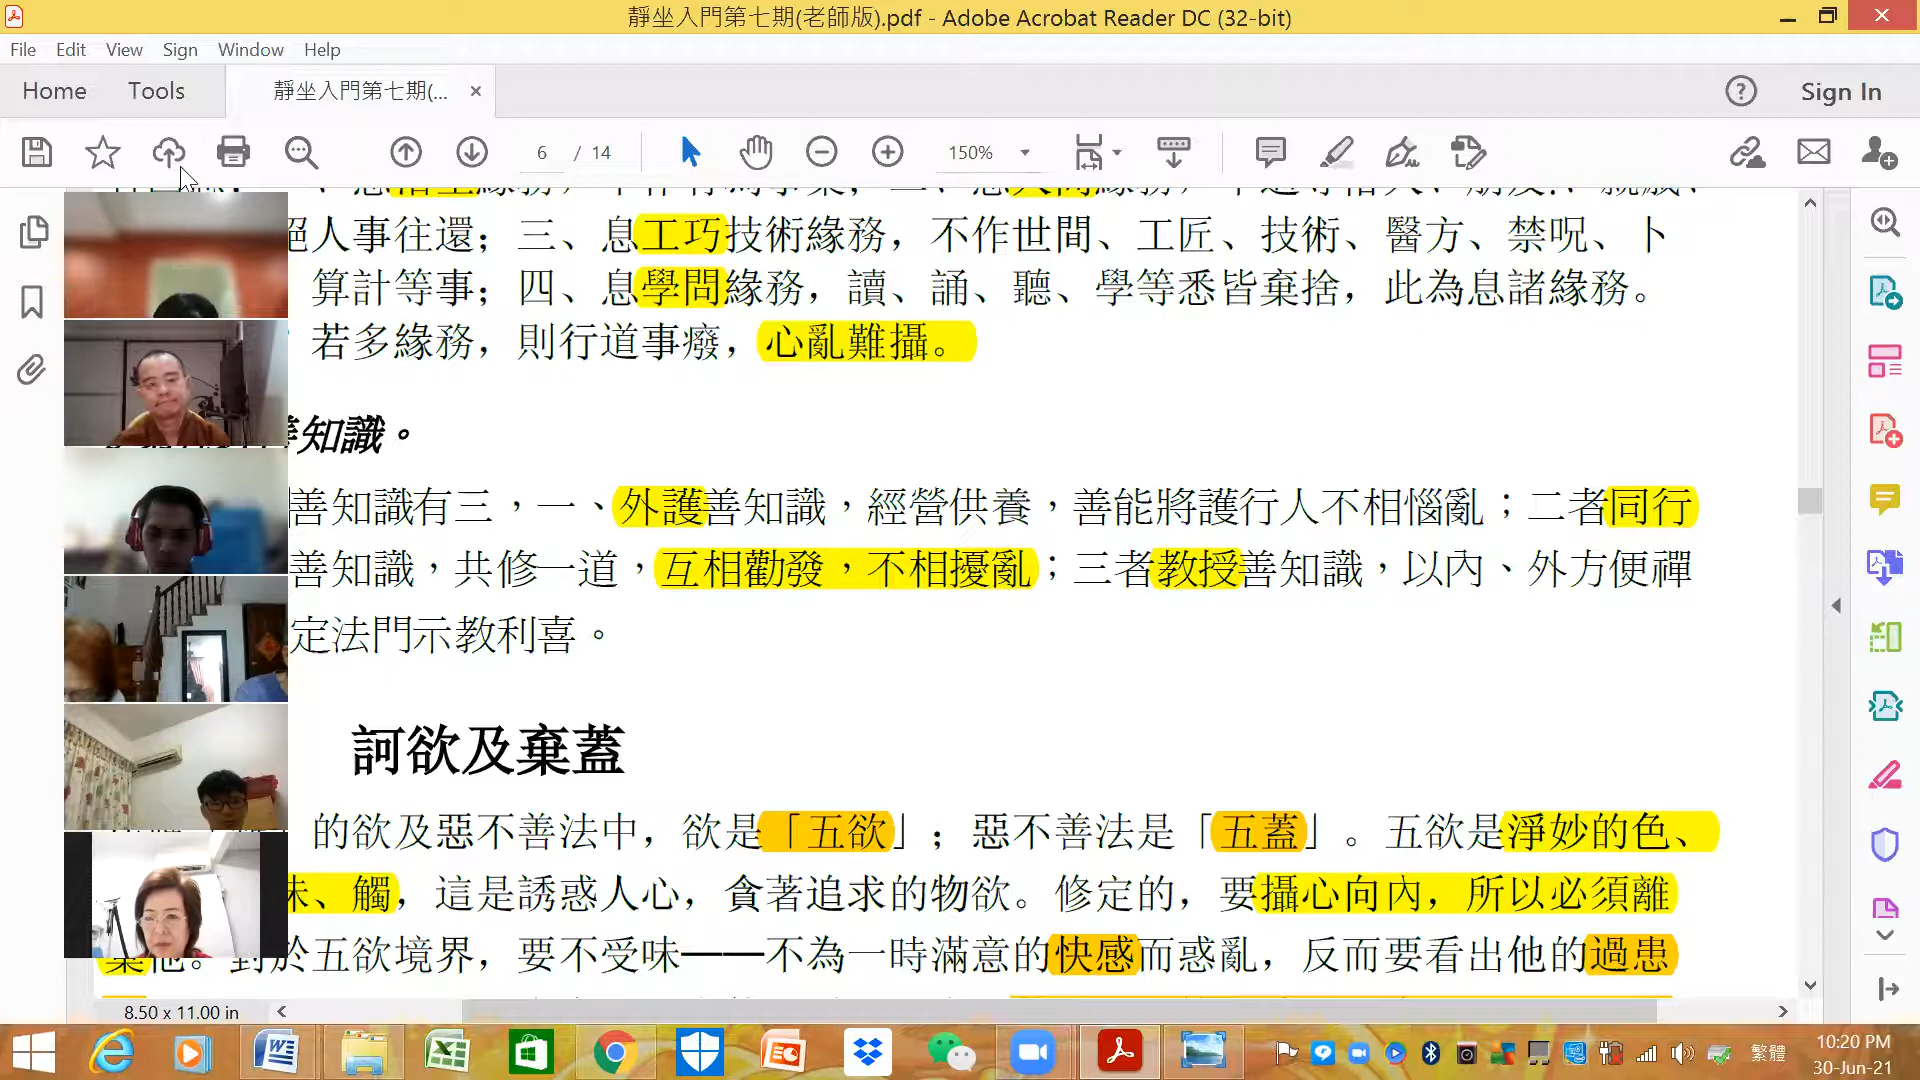 靜坐入門第七期(老師版).pdf - Adobe Acrobat Reader DC (32-bit)
File Edit View Sign Window Help
Home Tools 靜坐入門第七期(... × Sign In
6 / 14 150%
絕人事往還；三、息工巧技術緣務，不作世間、工匠、技術、醫方、禁呪、卜
算計等事；四、息學問緣務，讀、誦、聽、學等悉皆棄捨，此為息諸緣務。
若多緣務，則行道事癈，心亂難攝。
善知識。
善知識有三，一、外護善知識，經營供養，善能將護行人不相惱亂；二者同行
善知識，共修一道，互相勸發，不相擾亂；三者教授善知識，以內、外方便禪
定法門示教利喜。
訶欲及棄蓋
的欲及惡不善法中，欲是「五欲」；惡不善法是「五蓋」。五欲是淨妙的色、
味、觸，這是誘惑人心，貪著追求的物欲。修定的，要攝心向內，所以必須離
棄他。對於五欲境界，要不受味——不為一時滿意的快感而惑亂，反而要看出他的過患
8.50 x 11.00 in
繁體 10:20 PM
30-Jun-21